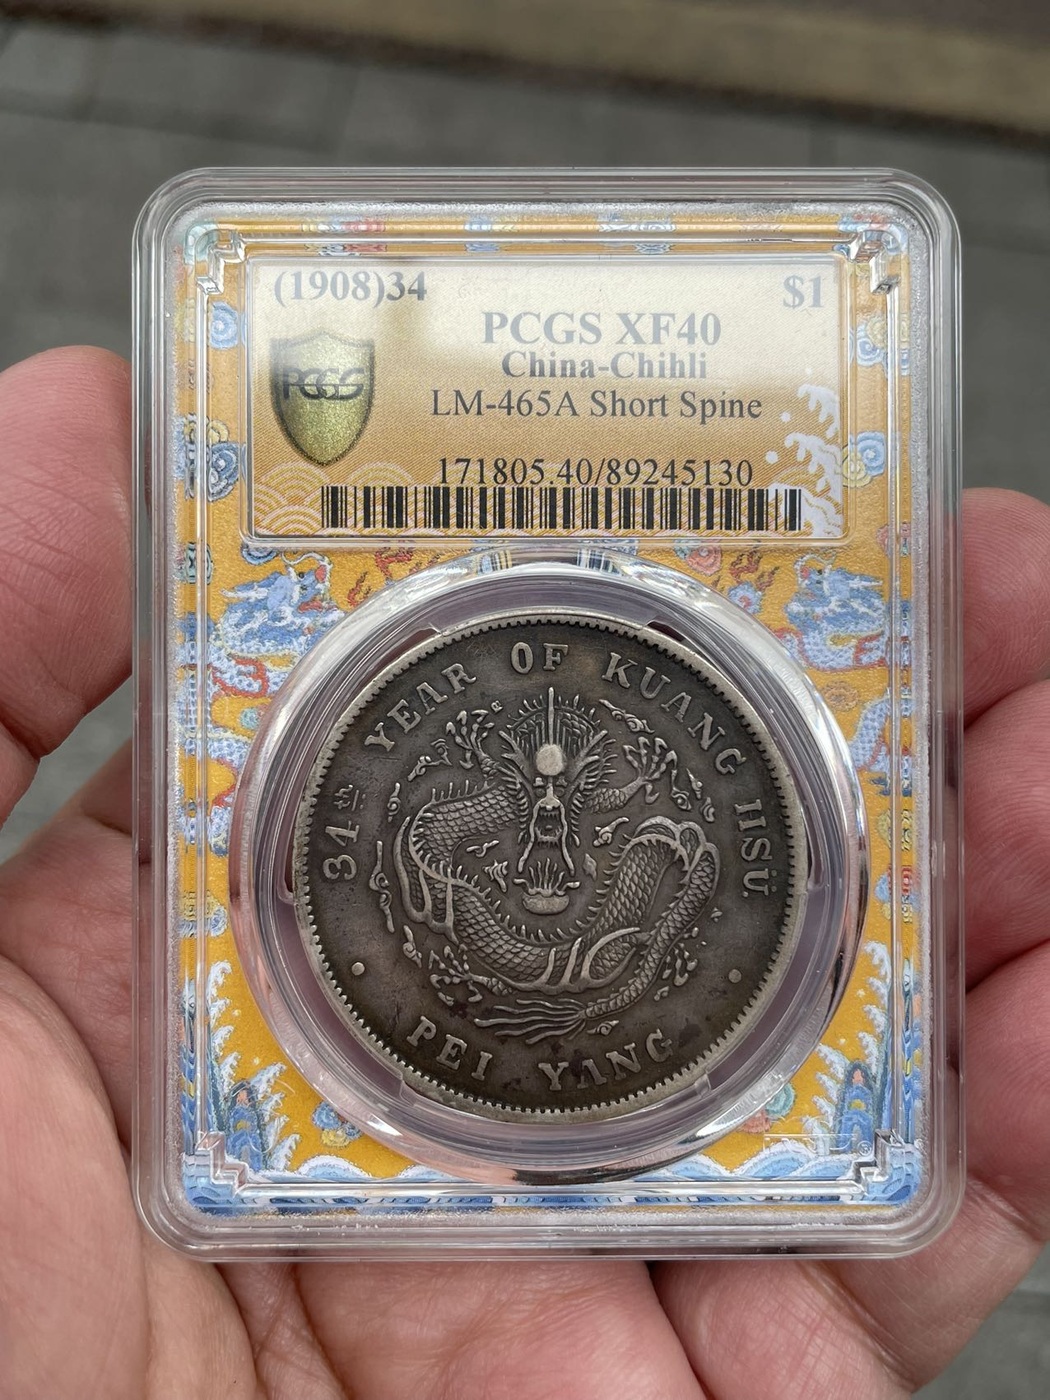 (1908)34 $1
PCGS XF40
China-Chihli
PCGS
LM-465A Short Spine
171805.40/89245130
34th YEAR OF KUANG HSÜ
PEI YANG